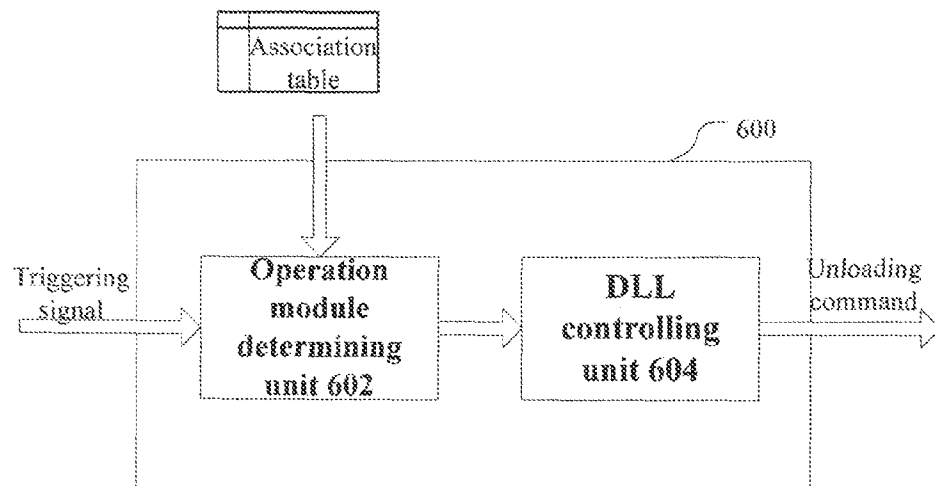 Association
table
600
Triggering
signal
Operation
module
determining
unit 602
DLL
controlling
unit 604
Unloading
command